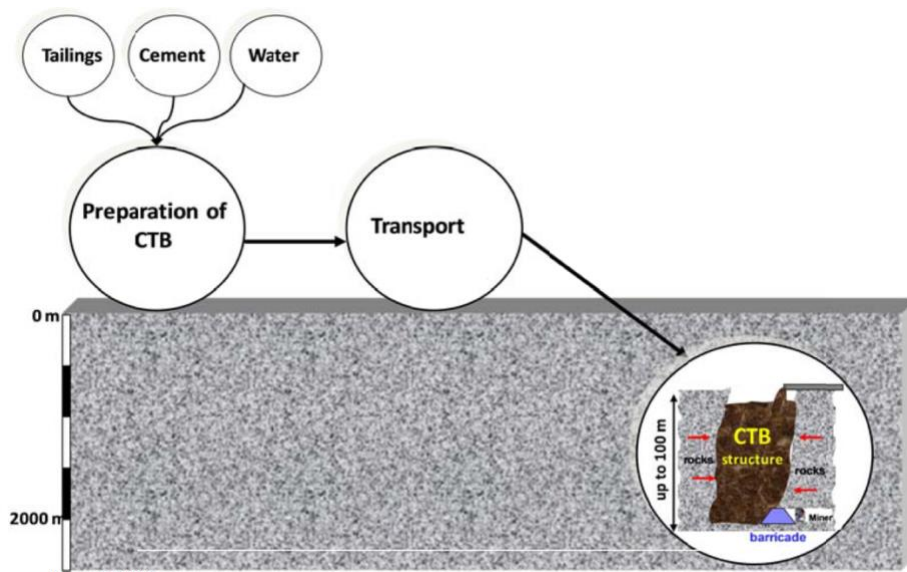 Tailings
Cement
Water
Preparation of
CTB
Transport
0 m
2000 m
up to 100 m
CTB
structure
rocks
rocks
Miner
barricade